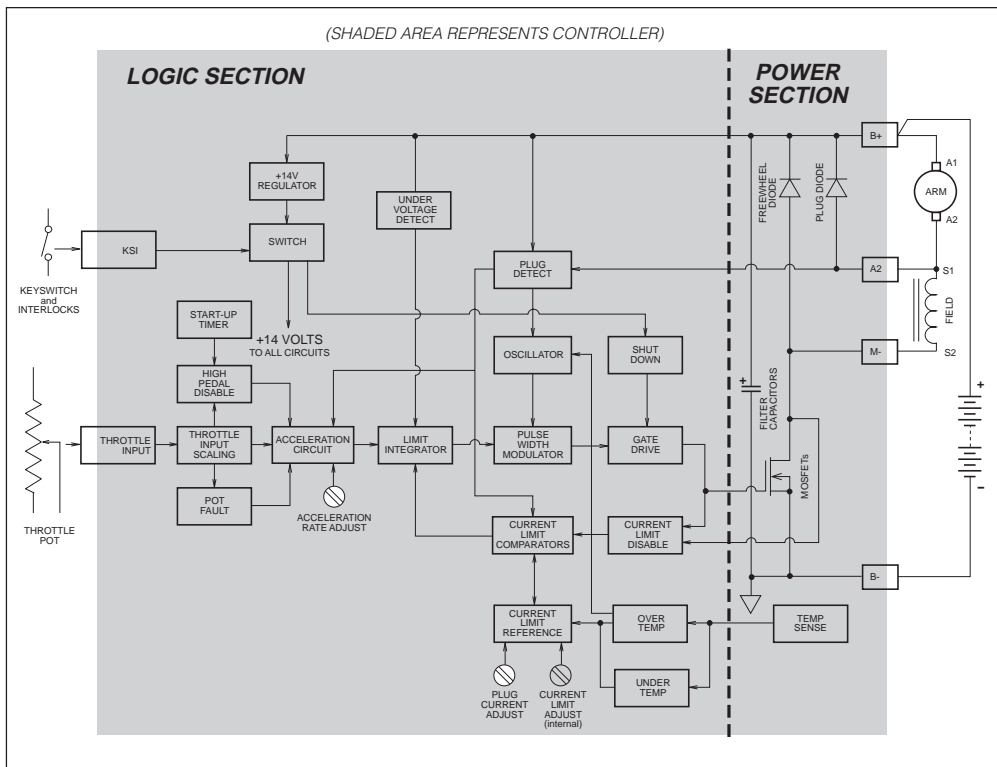 (SHADED AREA REPRESENTS CONTROLLER)
LOGIC SECTION
POWER
SECTION
B+
A1
ARM
A2
+14V
REGULATOR
UNDER
VOLTAGE
DETECT
FREEWHEEL
DIODE
PLUG DIODE
KSI
SWITCH
KEYSWITCH
and
INTERLOCKS
PLUG
DETECT
A2
S1
FIELD
S2
M-
START-UP
TIMER
+14 VOLTS
TO ALL CIRCUITS
OSCILLATOR
SHUT
DOWN
HIGH
PEDAL
DISABLE
+
FILTER
CAPACITORS
+
THROTTLE
INPUT
THROTTLE
INPUT
SCALING
ACCELERATION
CIRCUIT
LIMIT
INTEGRATOR
PULSE
WIDTH
MODULATOR
GATE
DRIVE
MOSFETs
–
POT
FAULT
THROTTLE
POT
ACCELERATION
RATE ADJUST
CURRENT
LIMIT
COMPARATORS
CURRENT
LIMIT
DISABLE
B-
CURRENT
LIMIT
REFERENCE
OVER
TEMP
TEMP
SENSE
UNDER
TEMP
PLUG
CURRENT
ADJUST
CURRENT
LIMIT
ADJUST
(internal)